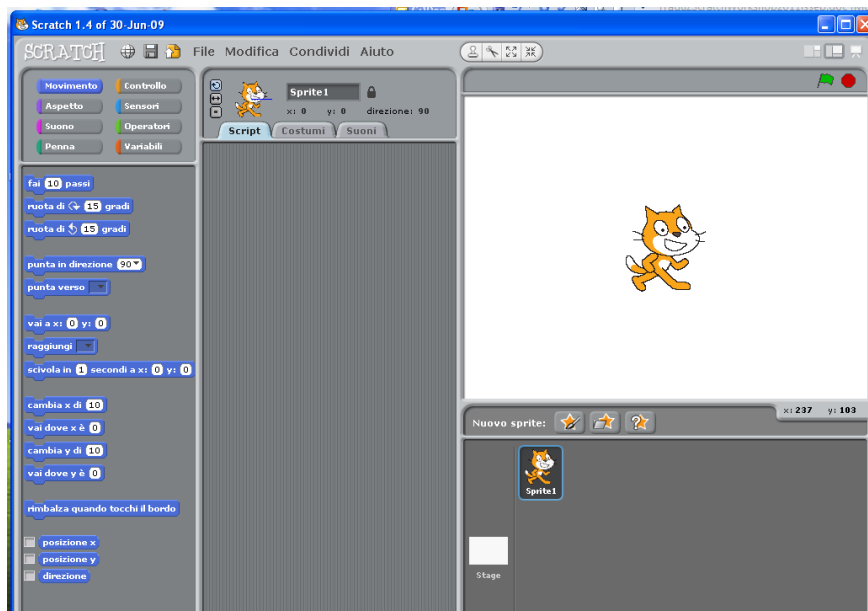 Scratch 1.4 of 30-Jun-09
SCRATCH File Modifica Condividi Aiuto
Movimento Controllo
Aspetto Sensori
Suono Operatori
Penna Variabili
Sprite1
x: 0 y: 0 direzione: 90
Script Costumi Suoni
fai 10 passi
ruota di 15 gradi
ruota di 15 gradi
punta in direzione 90
punta verso
vai a x: 0 y: 0
raggiungi
scivola in 1 secondi a x: 0 y: 0
cambia x di 10
vai dove x è 0
cambia y di 10
vai dove y è 0
rimbalza quando tocchi il bordo
posizione x
posizione y
direzione
x: 237 y: 103
Nuovo sprite:
Sprite1
Stage